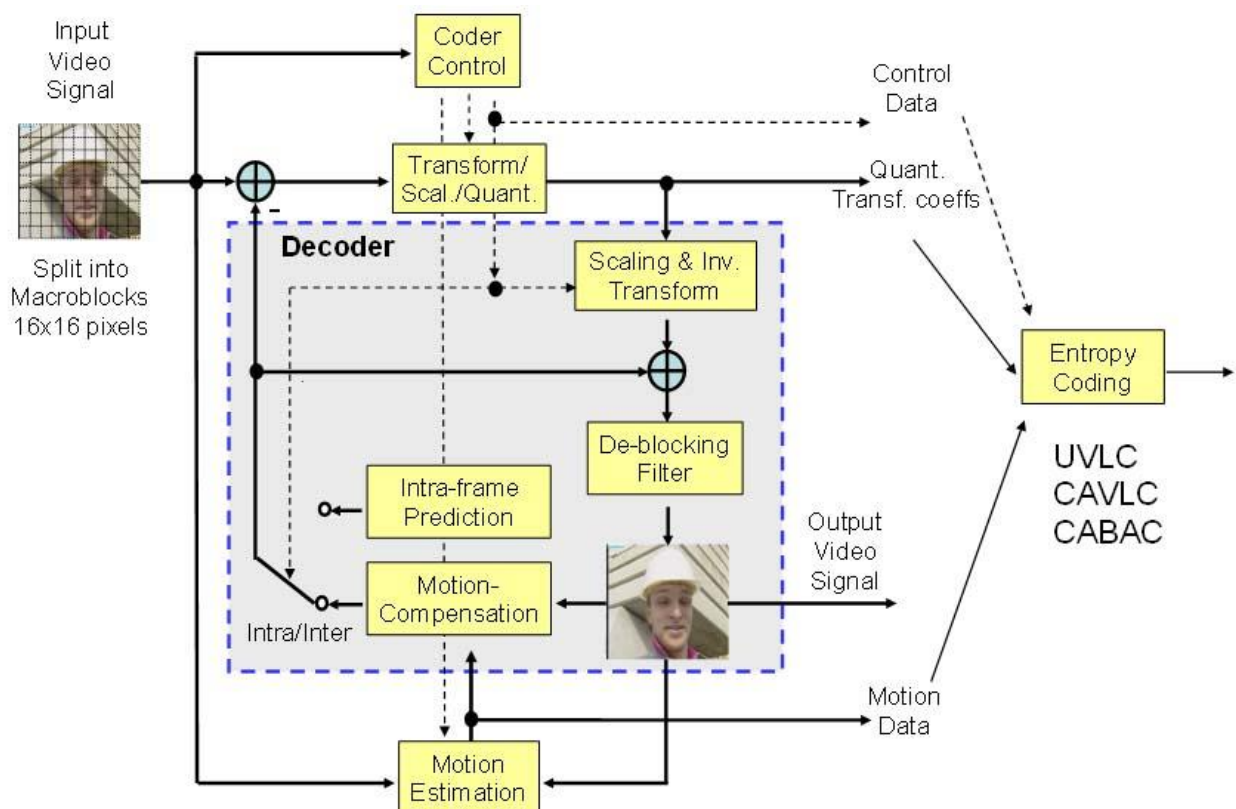 Input
Video
Signal
Coder
Control
Control
Data
Transform/
Scal./Quant.
Quant.
Transf. coeffs
-
Decoder
Split into
Macroblocks
16x16 pixels
Scaling & Inv.
Transform
Entropy
Coding
De-blocking
Filter
UVLC
CAVLC
CABAC
Intra-frame
Prediction
Output
Video
Signal
Motion-
Compensation
Intra/Inter
Motion
Data
Motion
Estimation